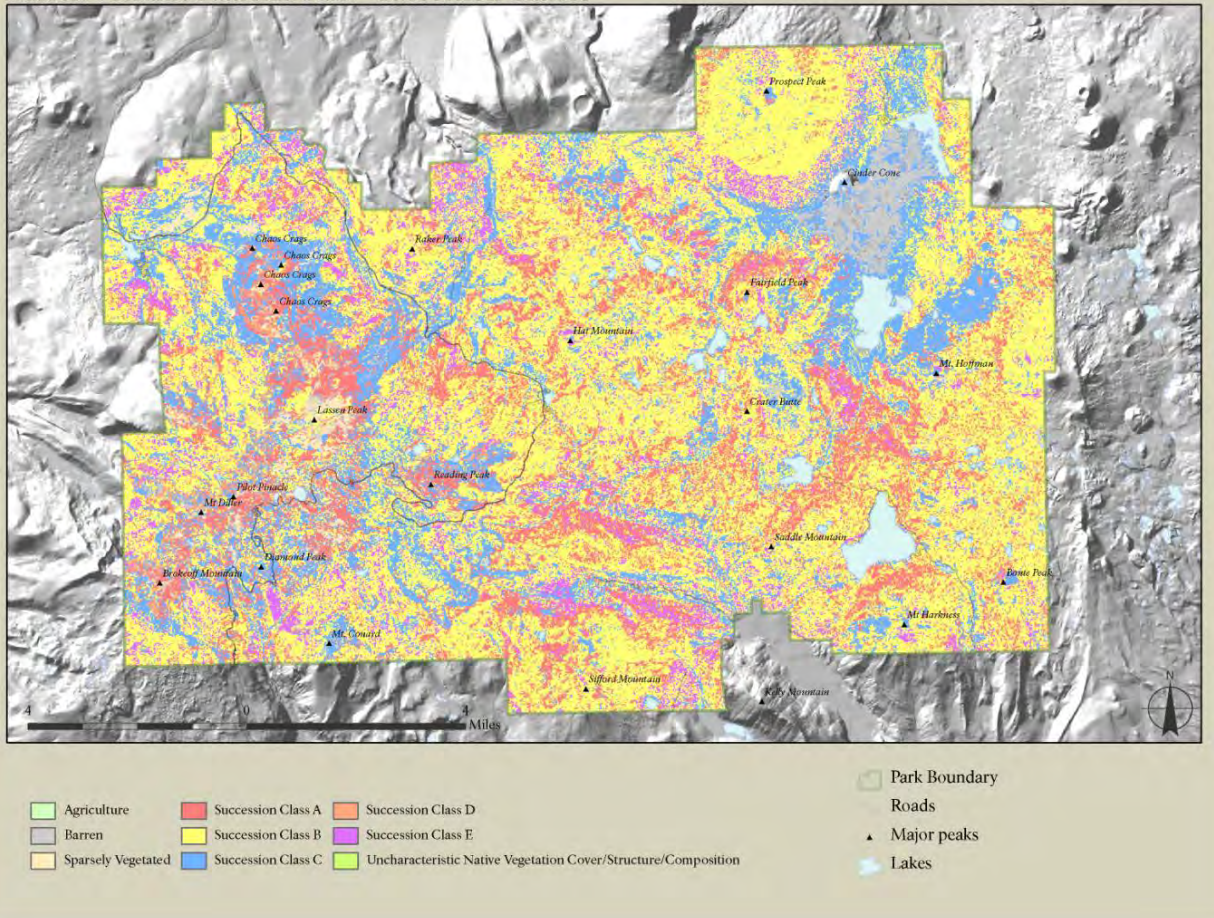 Prospect Peak
Cinder Cone
Chaos Crags
Raker Peak
Chaos Crags
Chaos Crags
Fairfield Peak
Chaos Crags
Hat Mountain
Mt. Hoffman
Crater Butte
Lassen Peak
Reading Peak
Pilot Pinacle
Mt Diller
Saddle Mountain
Diamond Peak
Brokeoff Mountain
Bonte Peak
Mt Harkness
Mt. Conard
Sifford Mountain
Kelly Mountain
N
4 0 4
Miles
Park Boundary
Agriculture Succession Class A Succession Class D Roads
Barren Succession Class B Succession Class E Major peaks
Sparsely Vegetated Succession Class C Uncharacteristic Native Vegetation Cover/Structure/Composition Lakes